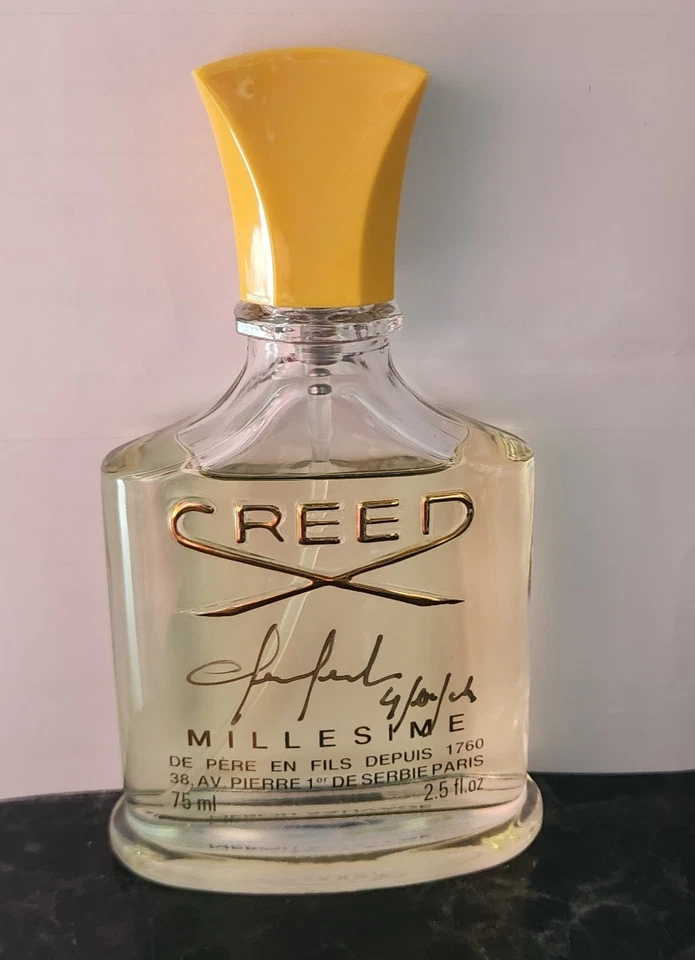 CREED
MILLESIME
DE PÈRE EN FILS DEPUIS 1760
38, AV. PIERRE 1er DE SERBIE PARIS
75 ml 2.5 fl.oz